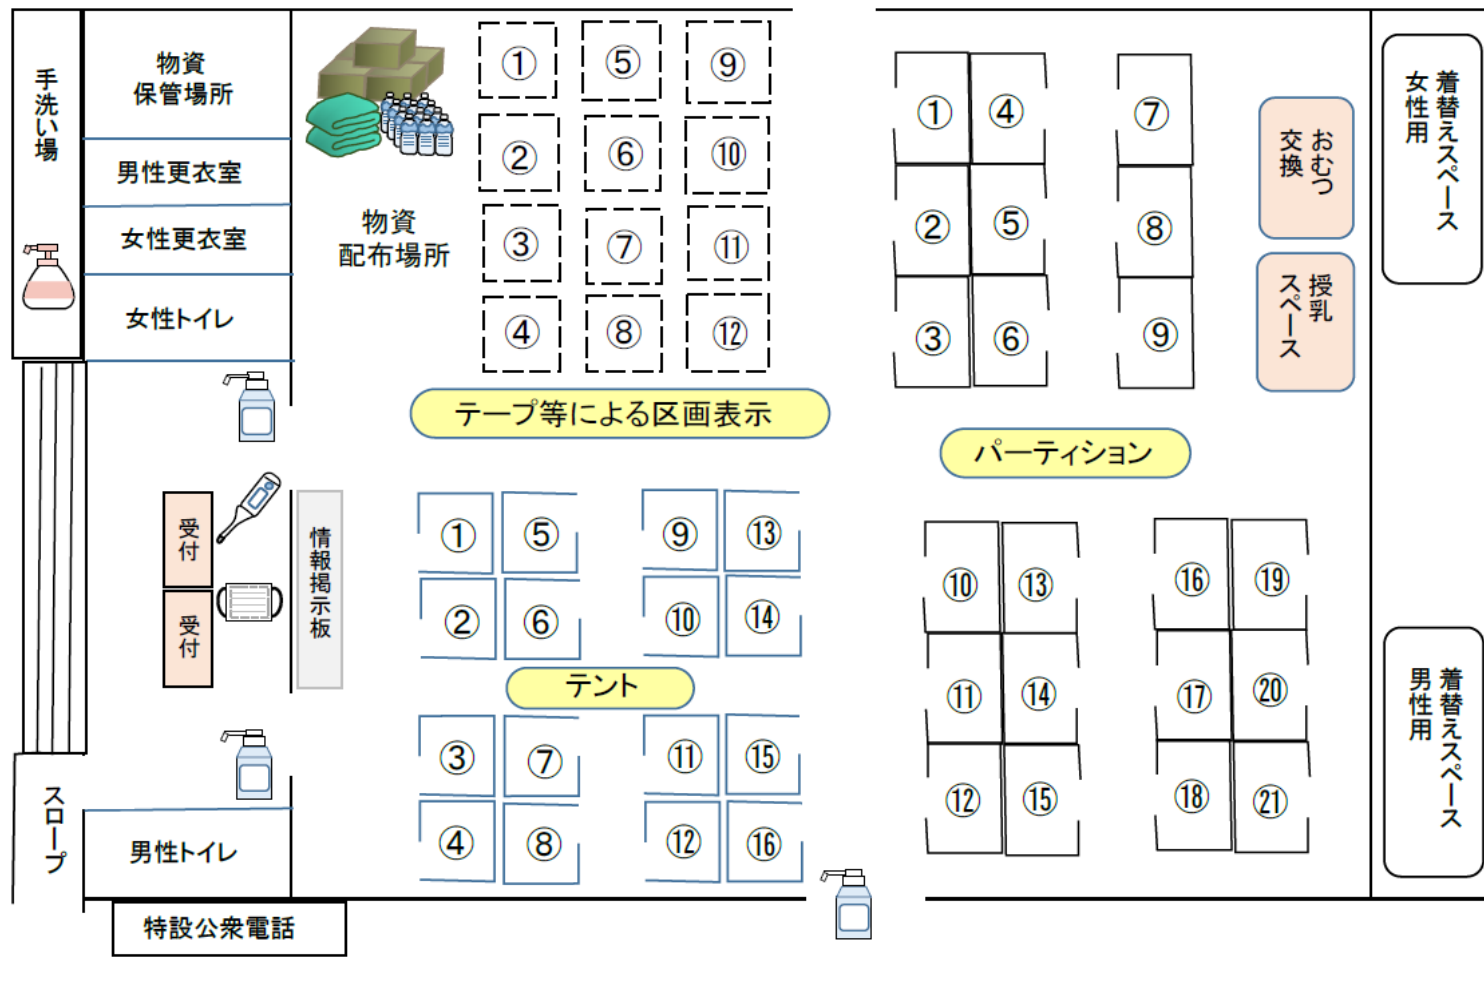 手洗い場
物資
保管場所
男性更衣室
女性更衣室
女性トイレ
物資
配布場所
①
⑤
⑨
②
⑥
⑩
③
⑦
⑪
④
⑧
⑫
テープ等による区画表示
①
④
⑦
②
⑤
⑧
③
⑥
⑨
パーティション
おむつ
交換
授乳
スペース
着替えスペース
女性用
受付
受付
情報掲示板
①
⑤
⑨
⑬
②
⑥
⑩
⑭
テント
③
⑦
⑪
⑮
④
⑧
⑫
⑯
⑩
⑬
⑯
⑲
⑪
⑭
⑰
⑳
⑫
⑮
⑱
㉑
着替えスペース
男性用
スロープ
男性トイレ
特設公衆電話